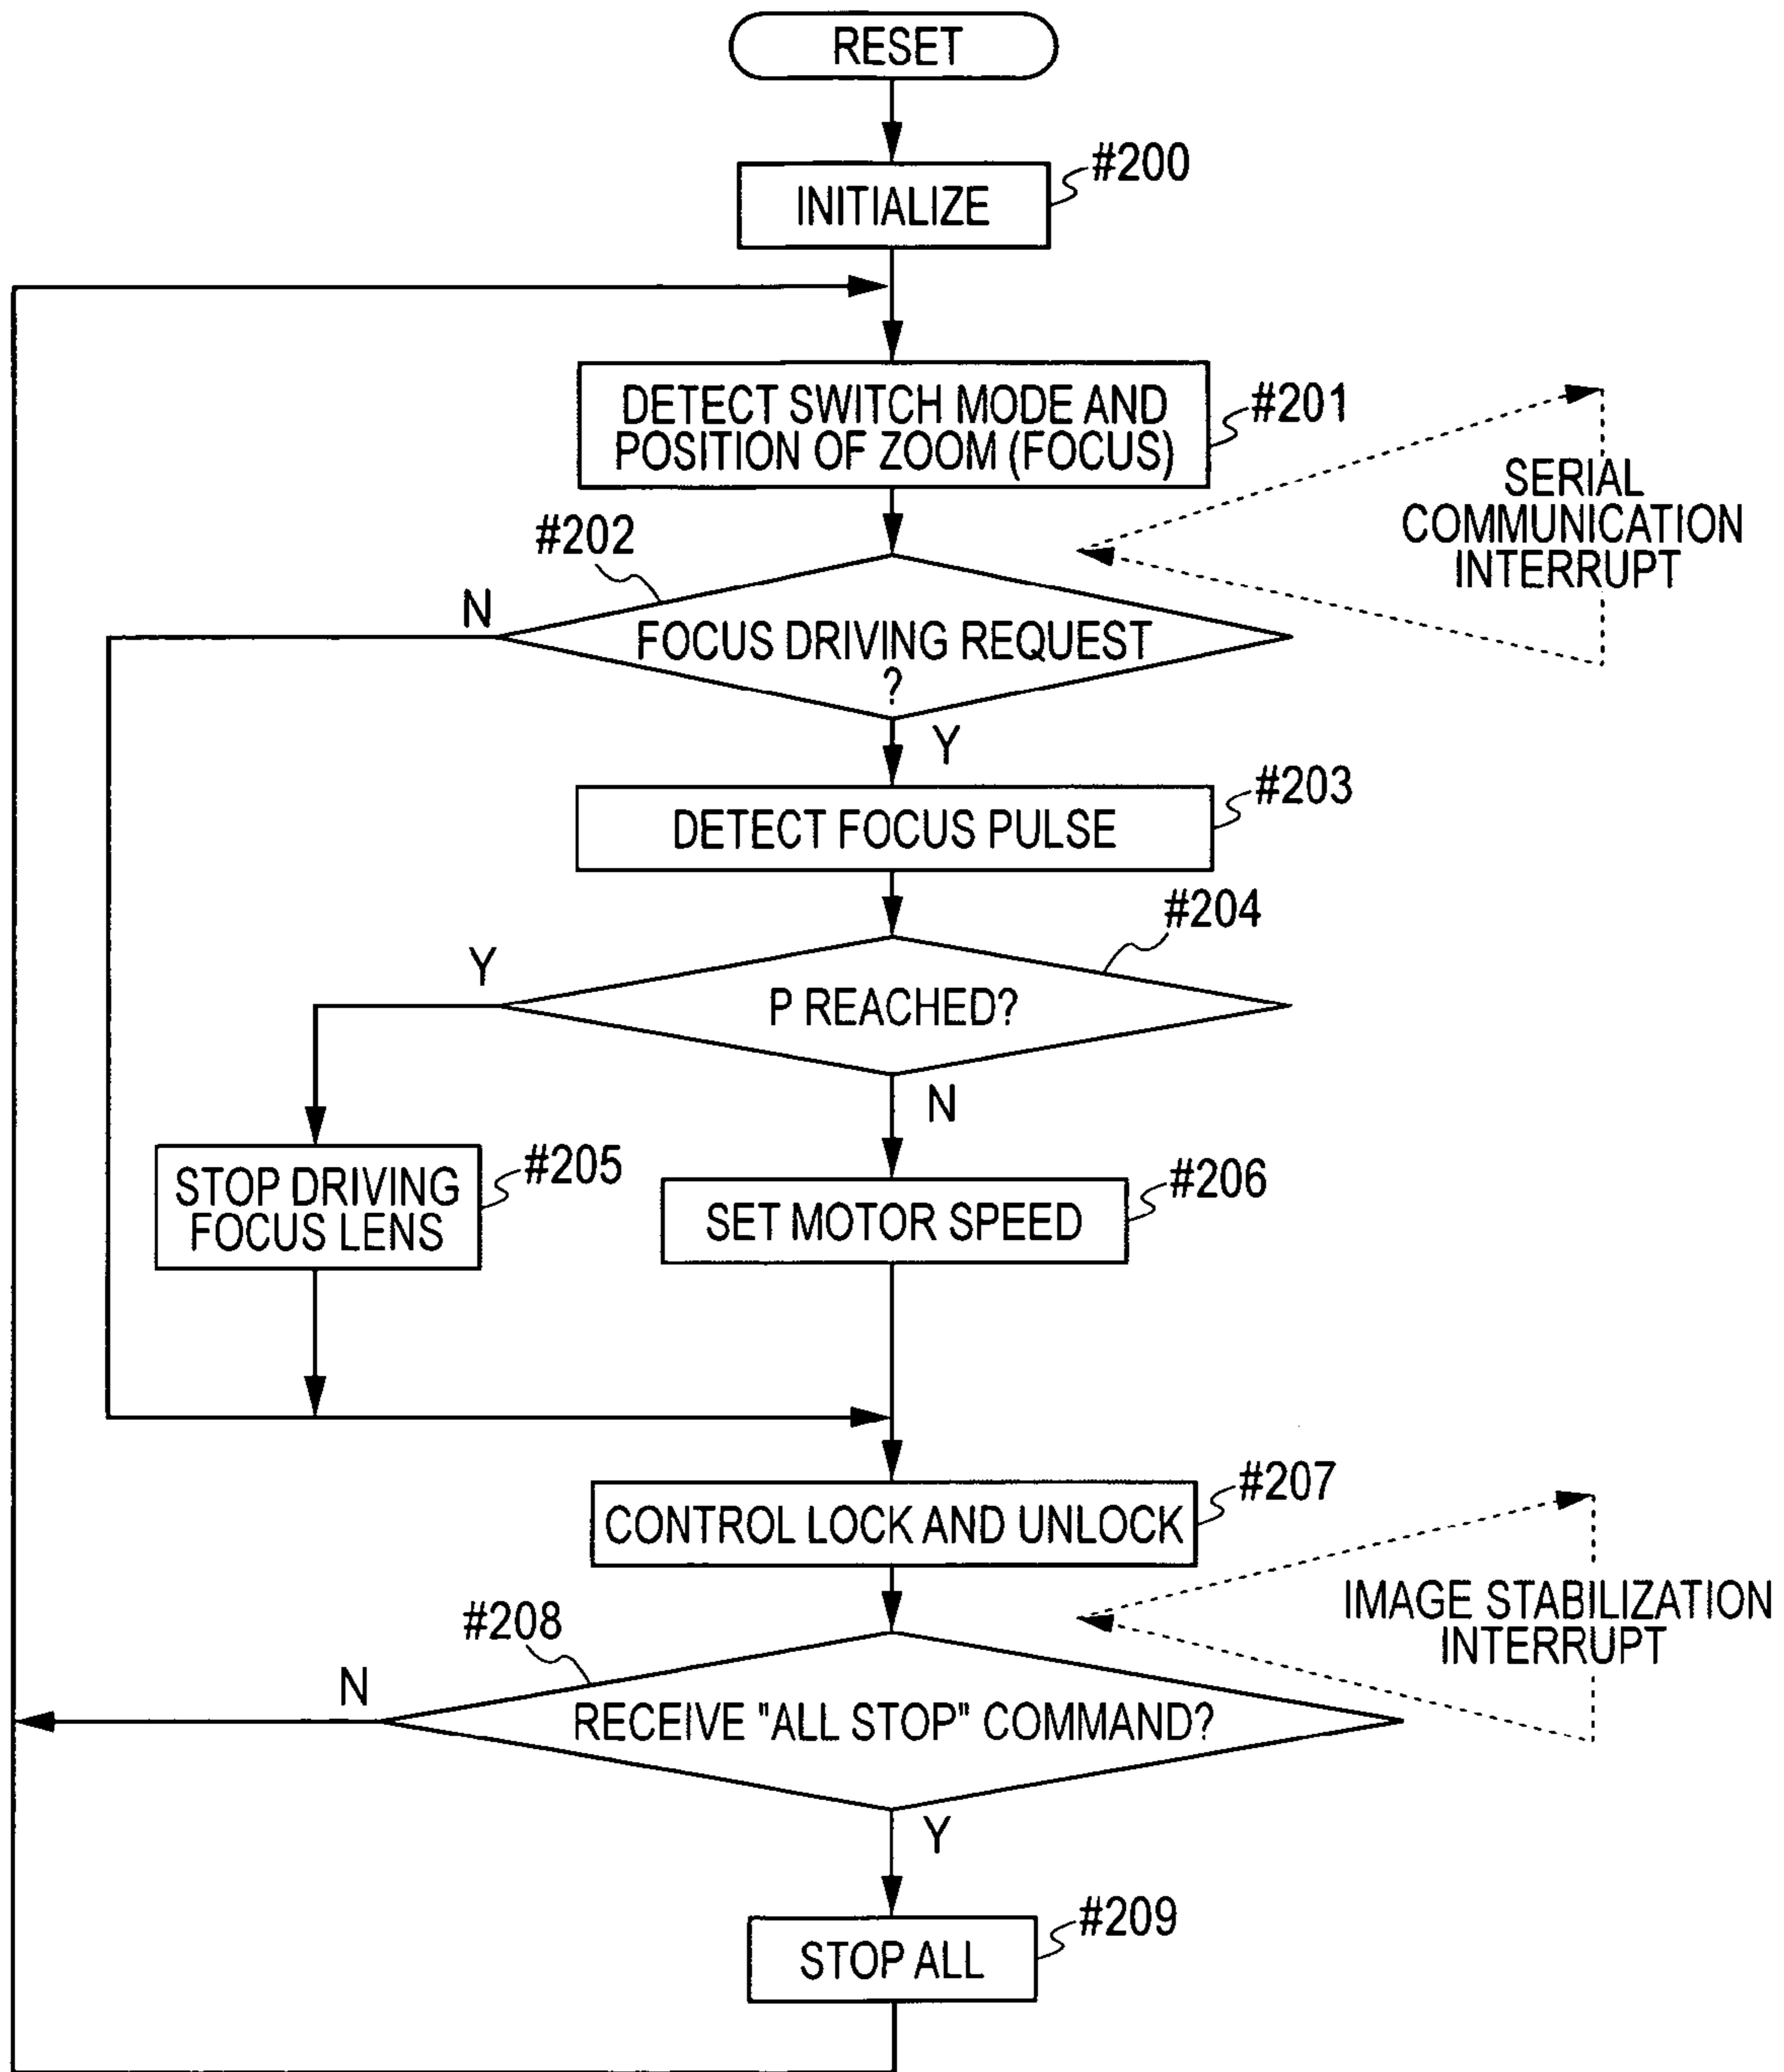 RESET
#200
INITIALIZE
DETECT SWITCH MODE AND
POSITION OF ZOOM (FOCUS)
#201
SERIAL
COMMUNICATION
INTERRUPT
#202
N
FOCUS DRIVING REQUEST
?
Y
#203
DETECT FOCUS PULSE
#204
Y
P REACHED?
N
STOP DRIVING
FOCUS LENS
#205
SET MOTOR SPEED
#206
CONTROL LOCK AND UNLOCK
#207
IMAGE STABILIZATION
INTERRUPT
#208
N
RECEIVE "ALL STOP" COMMAND?
Y
#209
STOP ALL